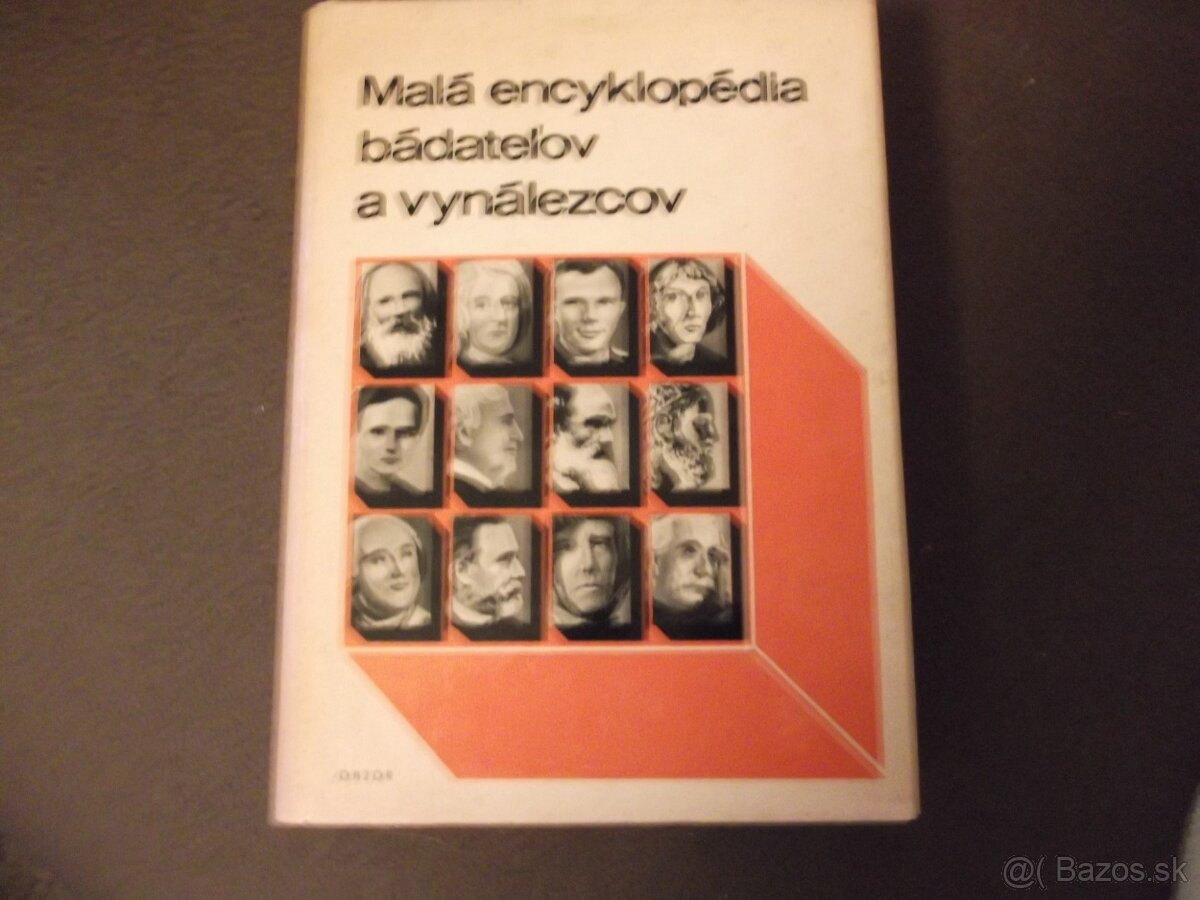 Malá encyklopédia
bádateľov
a vynálezcov
OBZOR
@( Bazos.sk